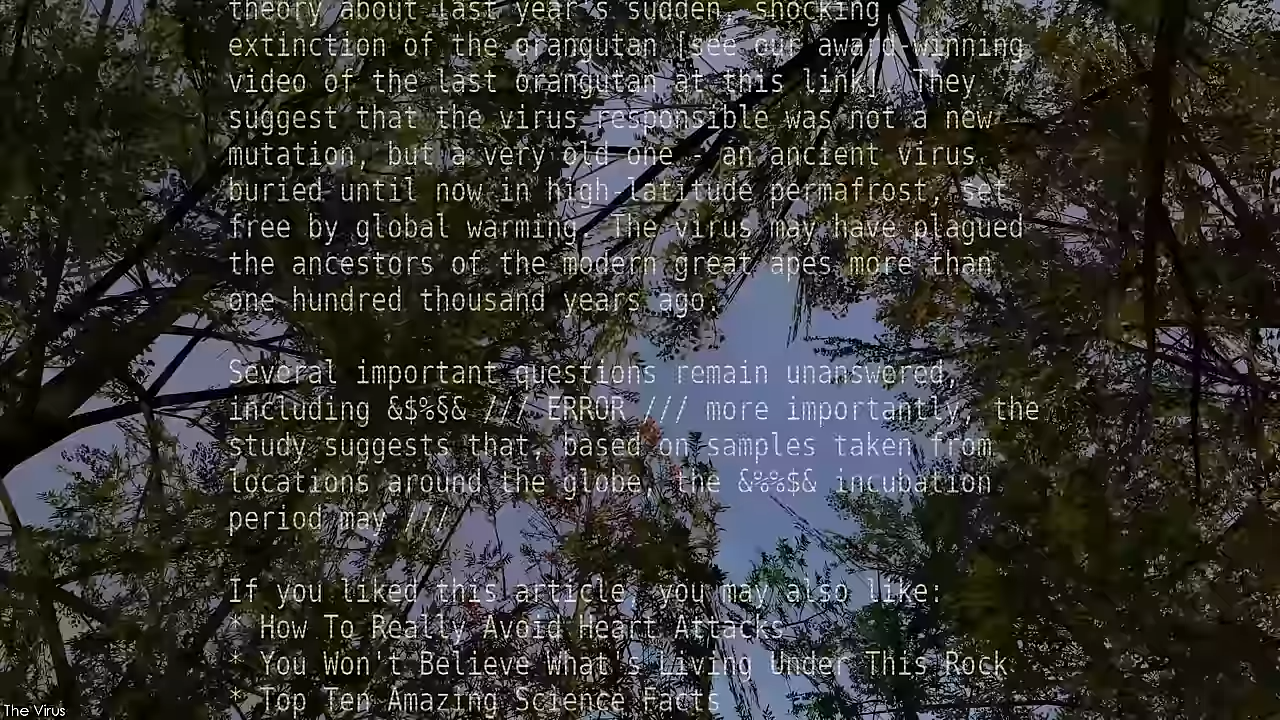 theory about last year's sudden, shocking
extinction of the orangutan [see our award-winning
video of the last orangutan at this link]. They
suggest that the virus responsible was not a new
mutation, but a very old one - an ancient virus
buried until now in high-latitude permafrost, set
free by global warming. The virus may have plagued
the ancestors of the modern great apes more than
one hundred thousand years ago.
Several important questions remain unanswered,
including &$%§& /// ERROR /// more importantly, the
study suggests that, based on samples taken from
locations around the globe, the &%%$& incubation
period may ///
If you liked this article, you may also like:
* How To Really Avoid Heart Attacks
* You Won't Believe What's Living Under This Rock
* Top Ten Amazing Science Facts
The Virus